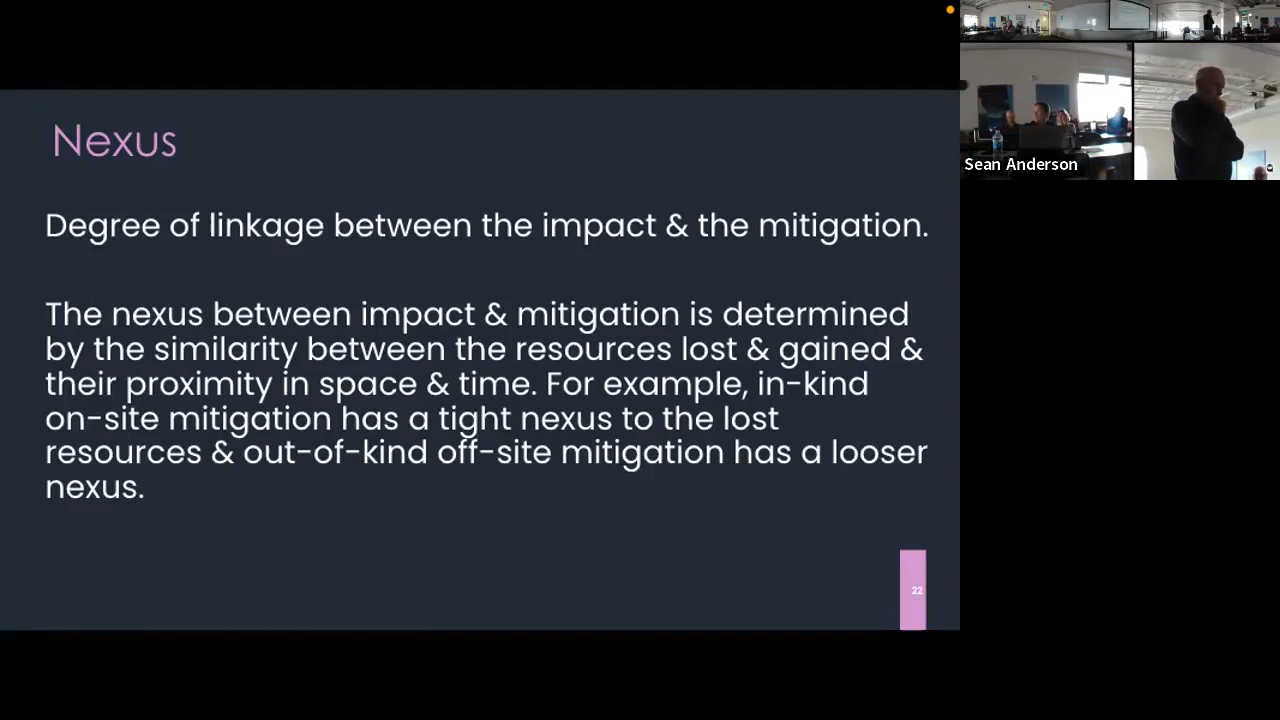 Nexus
Degree of linkage between the impact & the mitigation.
The nexus between impact & mitigation is determined
by the similarity between the resources lost & gained &
their proximity in space & time. For example, in-kind
on-site mitigation has a tight nexus to the lost
resources & out-of-kind off-site mitigation has a looser
nexus.
22
Sean Anderson